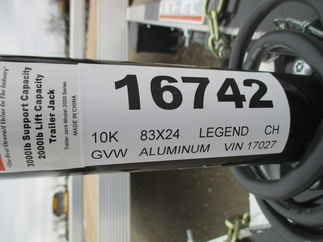 16742
10K 83X24 LEGEND CH
GVW ALUMINUM VIN 17027
3000lb Support Capacity
2000lb Lift Capacity
Trailer Jack
MADE IN CHINA